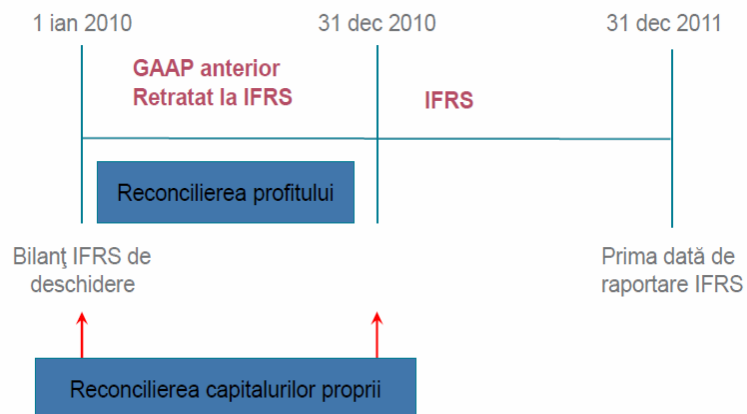 1 ian 2010
31 dec 2010
31 dec 2011
GAAP anterior
Retratat la IFRS
IFRS
Reconcilierea profitului
Bilanţ IFRS de
deschidere
Prima dată de
raportare IFRS
Reconcilierea capitalurilor proprii